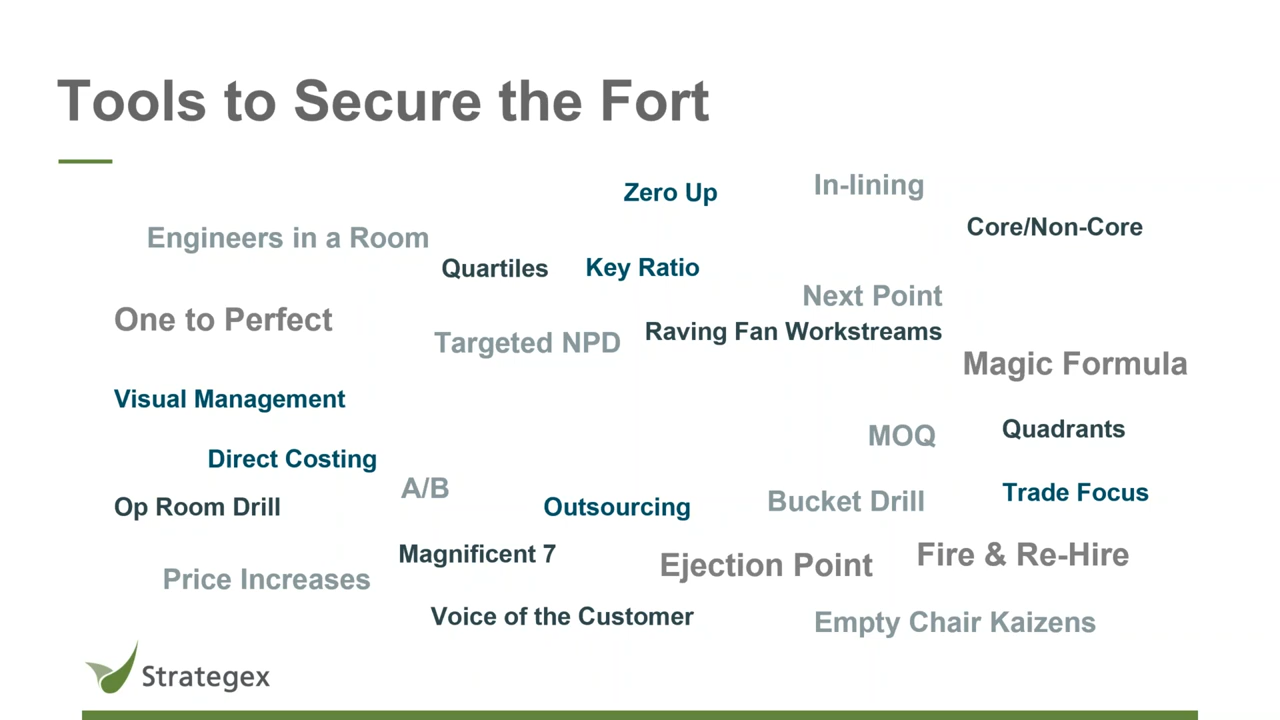 Tools to Secure the Fort
In-lining
Zero Up
Core/Non-Core
Engineers in a Room
Quartiles
Key Ratio
Next Point
One to Perfect
Raving Fan Workstreams
Targeted NPD
Magic Formula
Visual Management
Quadrants
MOQ
Direct Costing
A/B
Trade Focus
Bucket Drill
Op Room Drill
Outsourcing
Magnificent 7
Fire & Re-Hire
Ejection Point
Price Increases
Voice of the Customer
Empty Chair Kaizens
Strategex